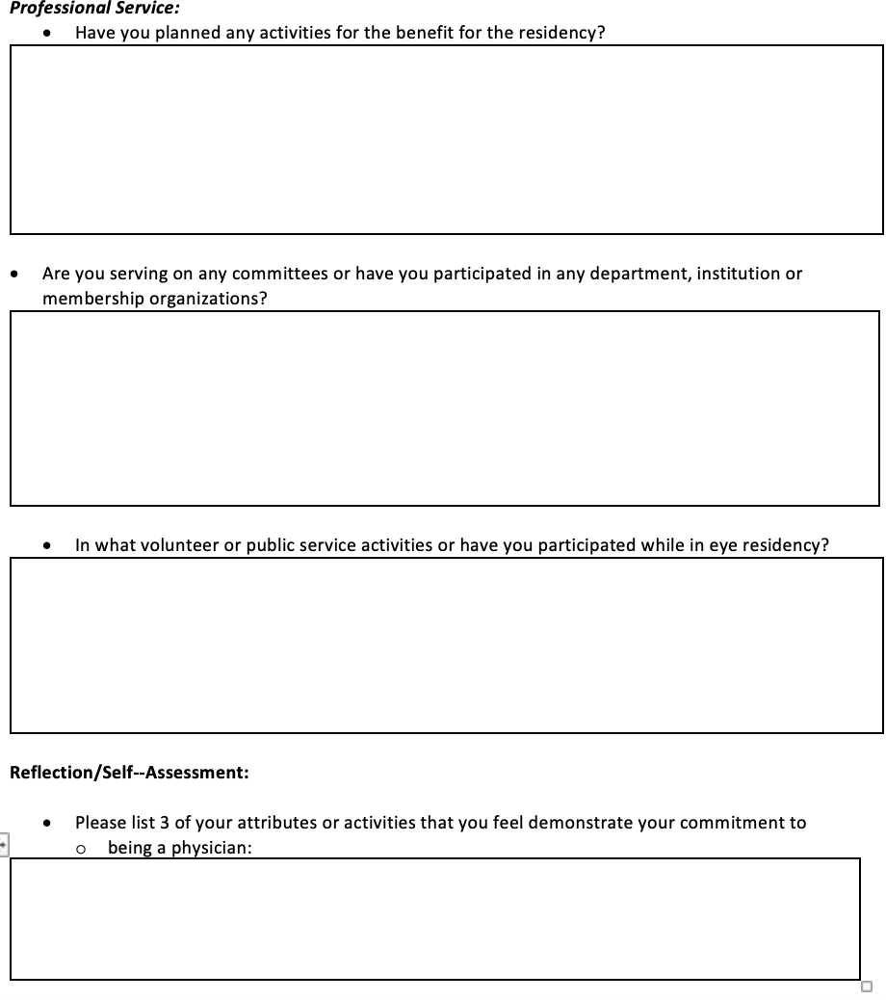 Professional Service:
• Have you planned any activities for the benefit for the residency?
• Are you serving on any committees or have you participated in any department, institution or
membership organizations?
• In what volunteer or public service activities or have you participated while in eye residency?
Reflection/Self--Assessment:
• Please list 3 of your attributes or activities that you feel demonstrate your commitment to
o being a physician: